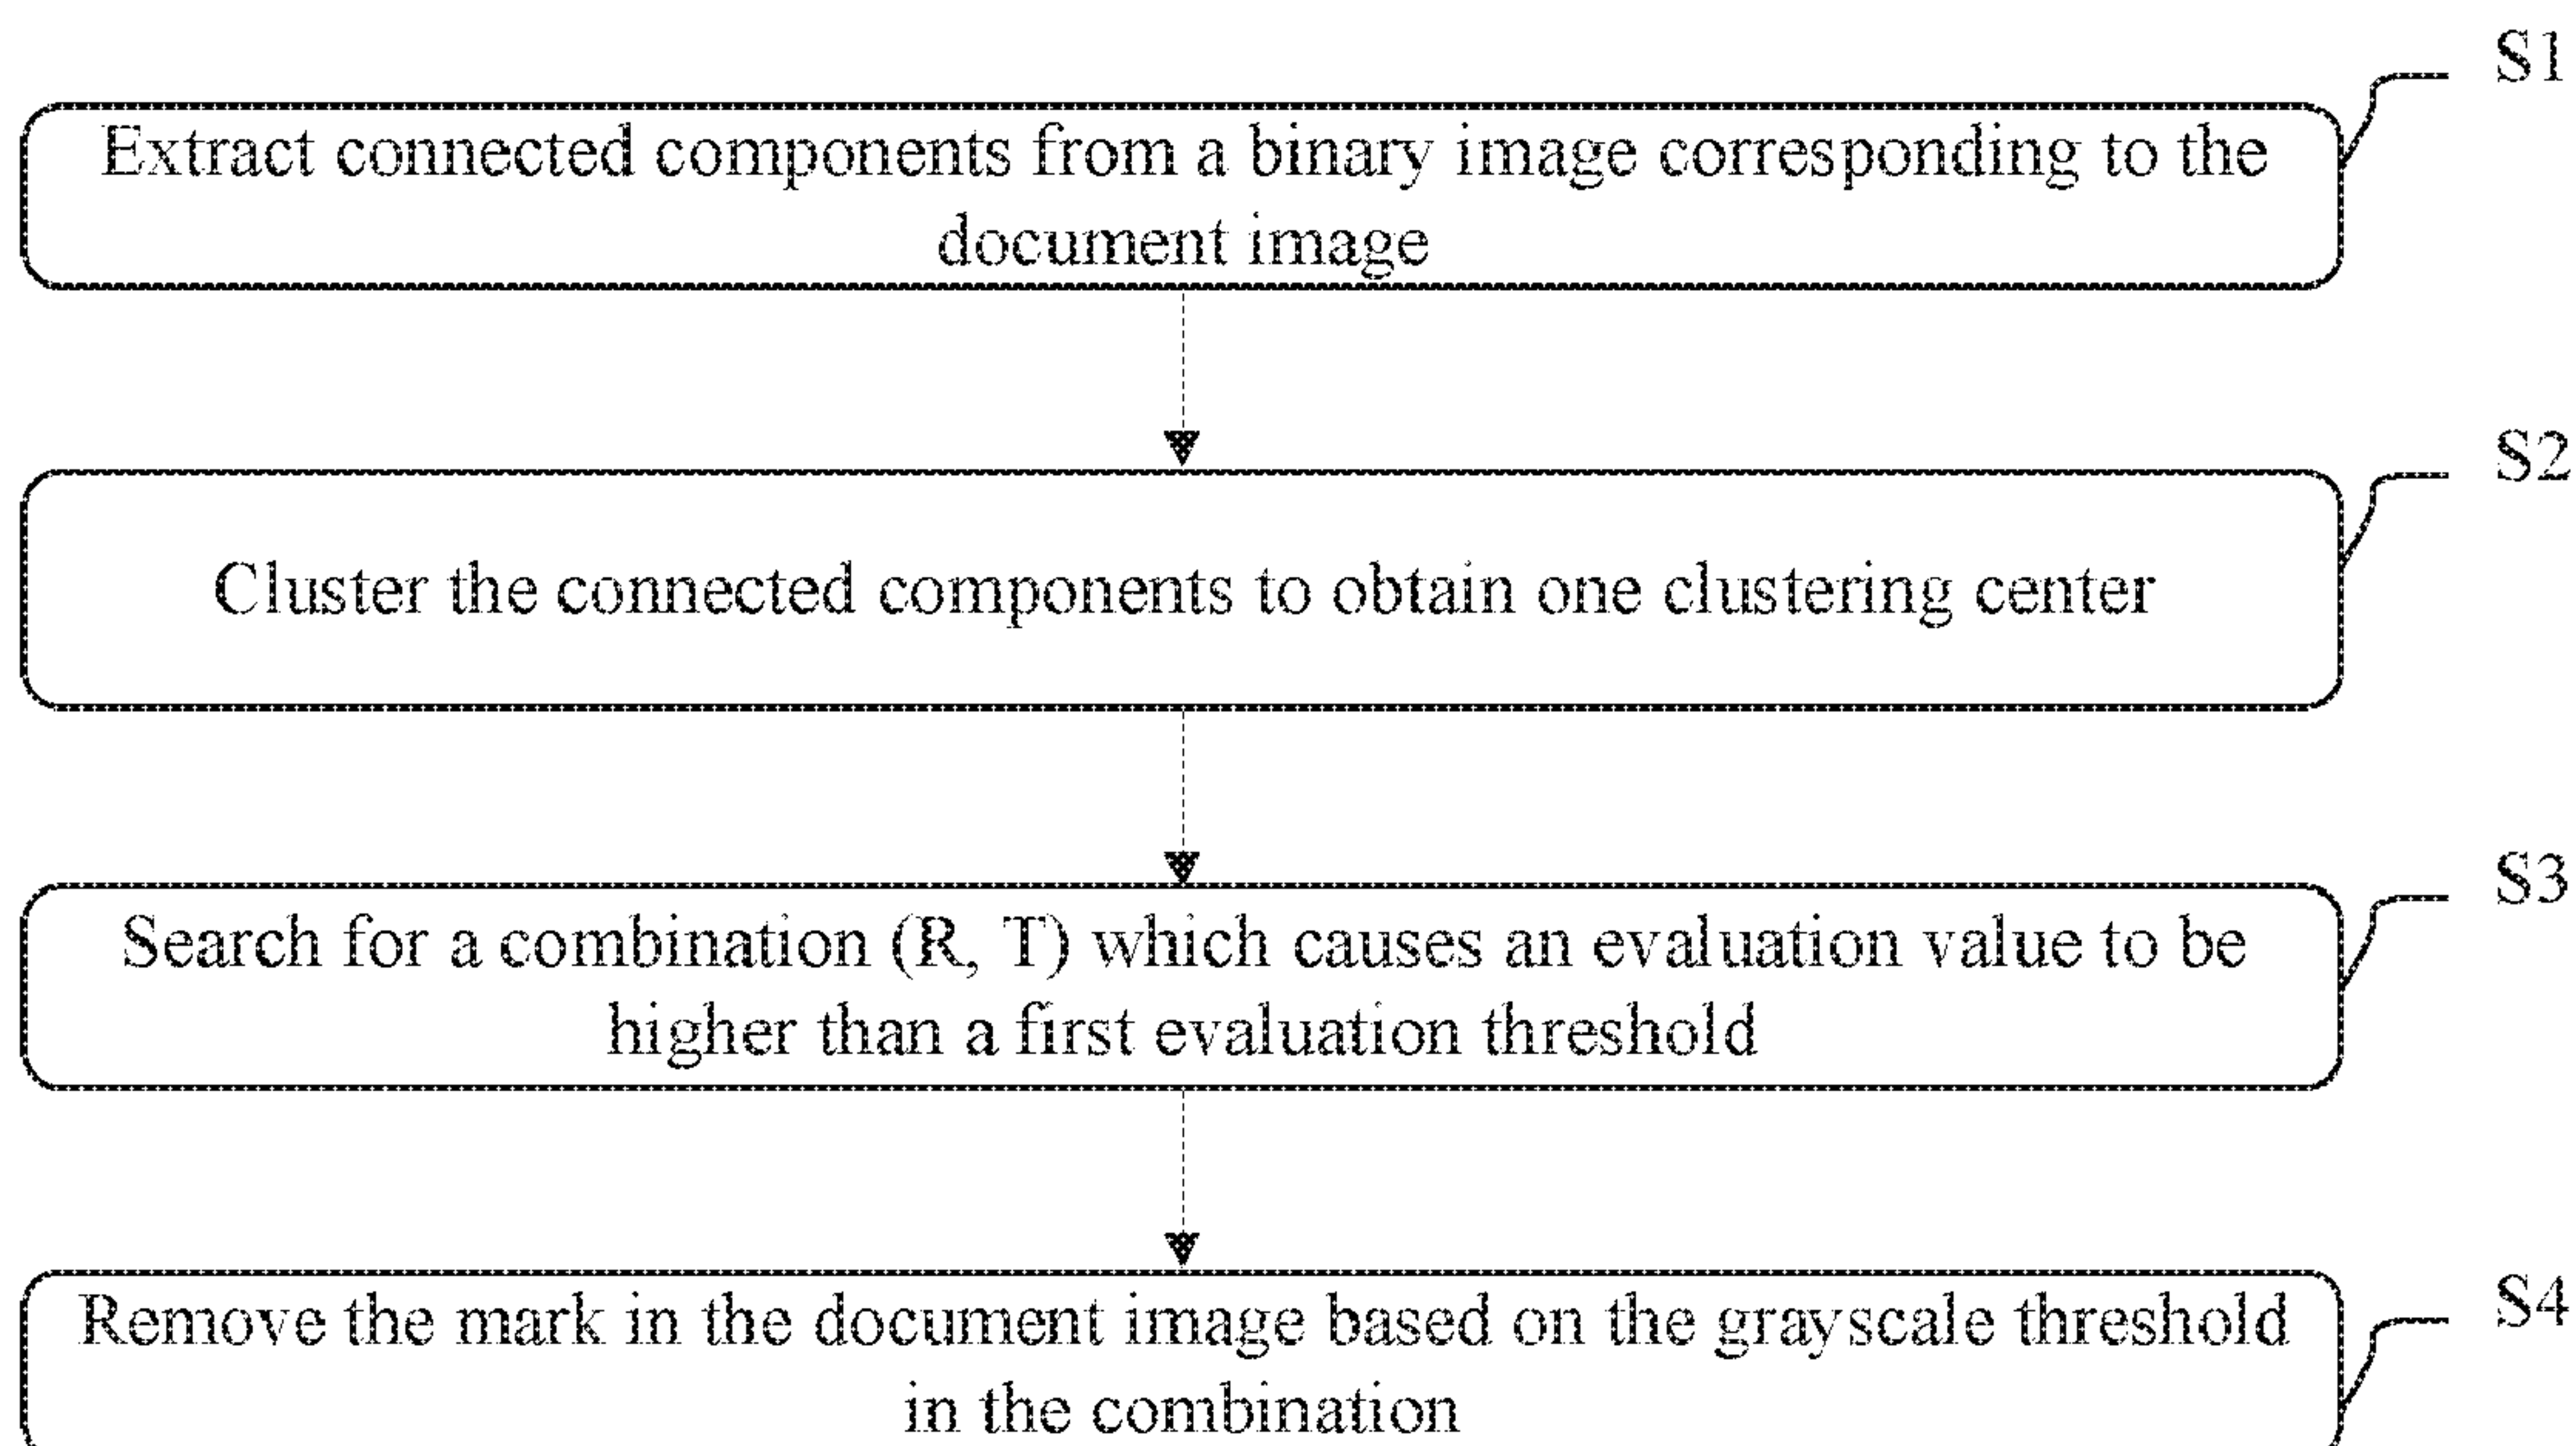 S1
Extract connected components from a binary image corresponding to the
document image
S2
Cluster the connected components to obtain one clustering center
S3
Search for a combination (R, T) which causes an evaluation value to be
higher than a first evaluation threshold
S4
Remove the mark in the document image based on the grayscale threshold
in the combination